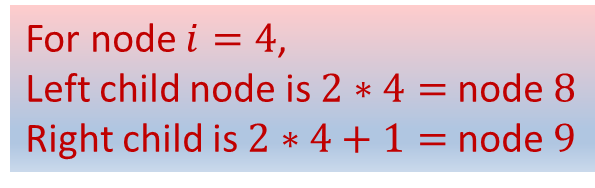 For node i = 4,
Left child node is 2 ∗ 4 = node 8
Right child is 2 ∗ 4 + 1 = node 9